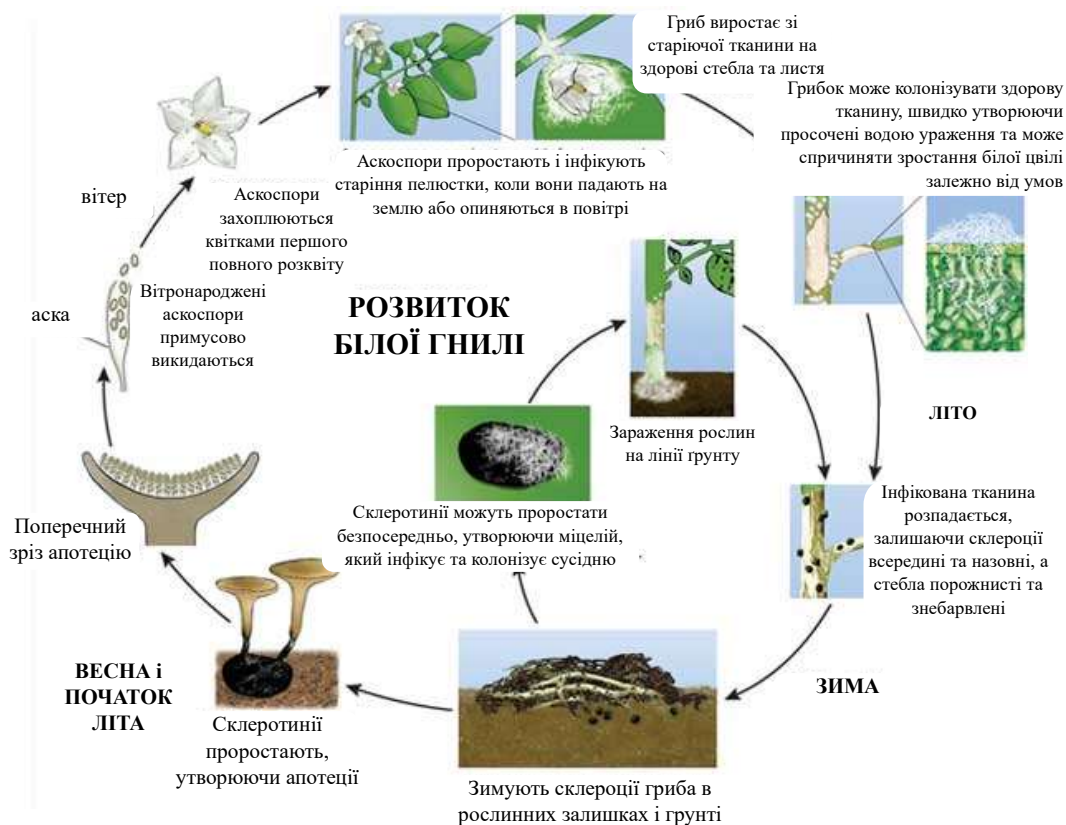 Гриб виростає зі
старіючої тканини на
здорові стебла та листя
Грибок може колонізувати здорову
тканину, швидко утворюючи
просочені водою ураження та може
спричиняти зростання білої цвілі
залежно від умов
Аскоспори проростають і інфікують
старіння пелюстки, коли вони падають на
землю або опиняються в повітрі
вітер
Аскоспори
захоплюються
квітками першого
повного розквіту
аска
Вітронароджені
аскоспори
примусово
викидаються
РОЗВИТОК
БІЛОЇ ГНИЛІ
ЛІТО
Зараження рослин
на лінії ґрунту
Поперечний
зріз апотецію
Склеротинії можуть проростати
безпосередньо, утворюючи міцелій,
який інфікує та колонізує сусідню
Інфікована тканина
розпадається,
залишаючи склероції
всередині та назовні, а
стебла порожнисті та
знебарвлені
ВЕСНА і
ПОЧАТОК
ЛІТА
ЗИМА
Склеротинії
проростають,
утворюючи апотеції
Зимують склероції гриба в
рослинних залишках і грунті